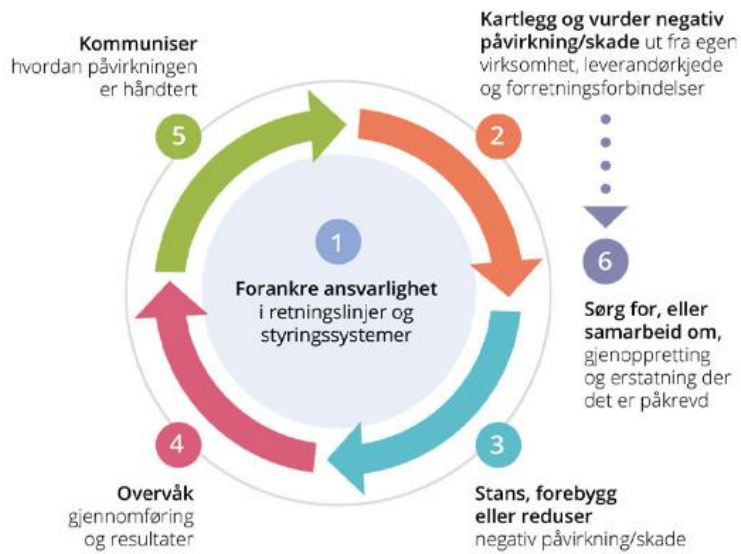 1
Forankre ansvarlighet
i retningslinjer og
styringssystemer
2
Kartlegg og vurder negativ
påvirkning/skade ut fra egen
virksomhet, leverandørkjede
og forretningsforbindelser
3
Stans, forebygg
eller reduser
negativ påvirkning/skade
4
Overvåk
gjennomføring
og resultater
5
Kommuniser
hvordan påvirkningen
er håndtert
6
Sørg for, eller
samarbeid om,
gjenoppretting
og erstatning der
det er påkrevd